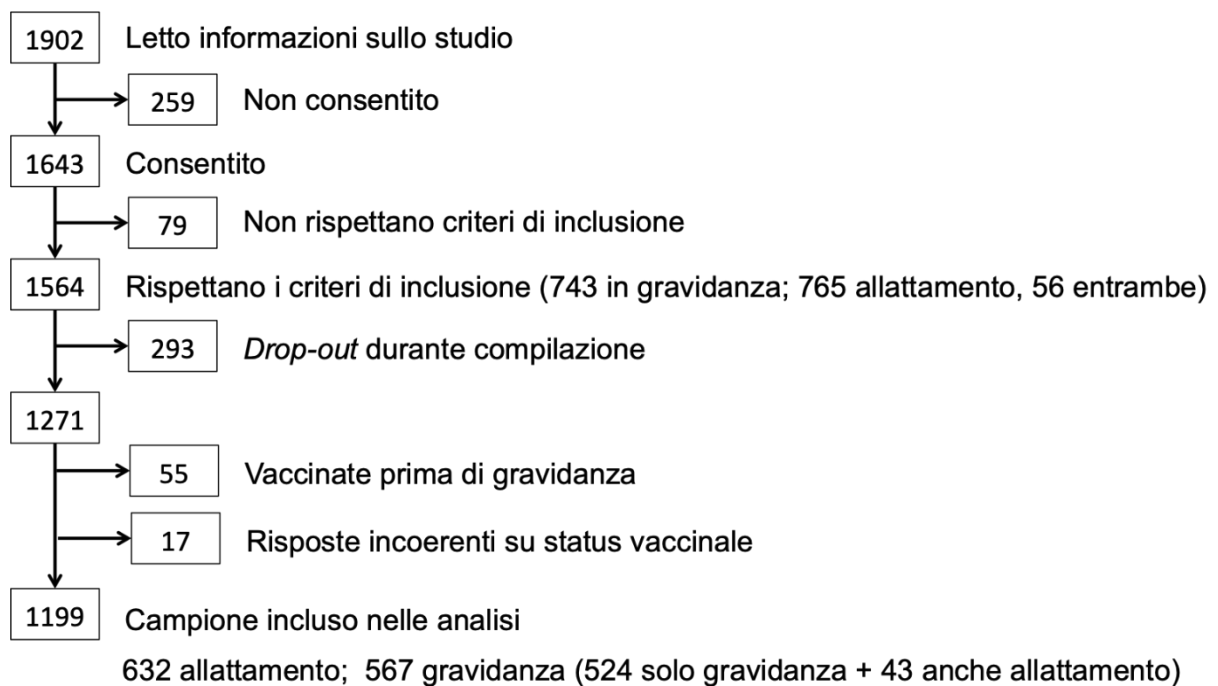 1902 Letto informazioni sullo studio
259 Non consentito
1643 Consentito
79 Non rispettano criteri di inclusione
1564 Rispettano i criteri di inclusione (743 in gravidanza; 765 allattamento, 56 entrambe)
293 Drop-out durante compilazione
1271
55 Vaccinate prima di gravidanza
17 Risposte incoerenti su status vaccinale
1199 Campione incluso nelle analisi
632 allattamento; 567 gravidanza (524 solo gravidanza + 43 anche allattamento)